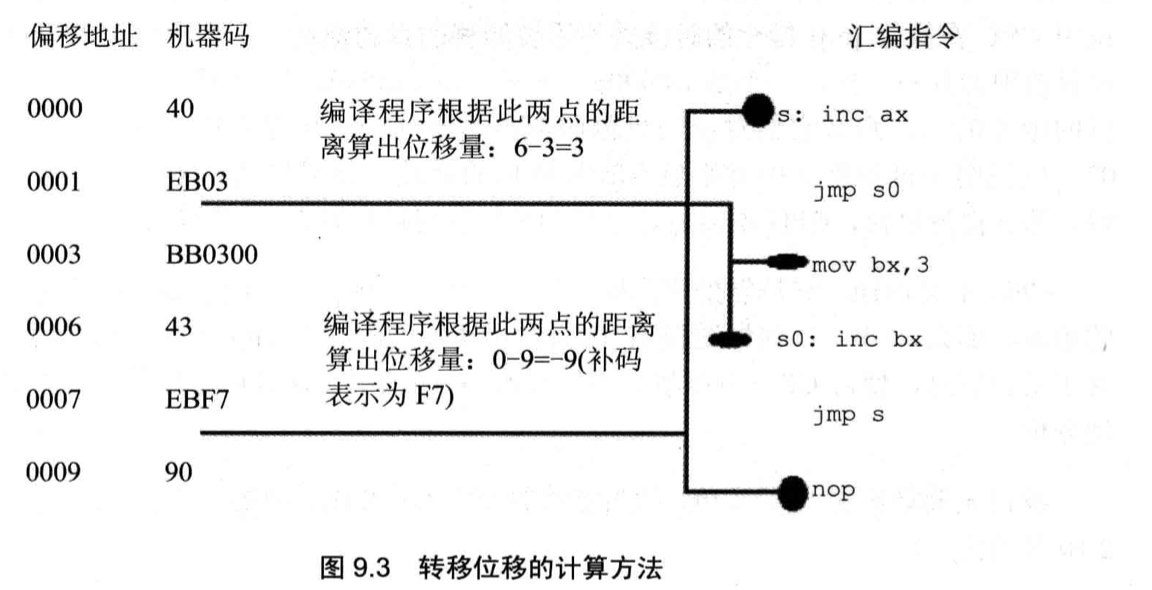 偏移地址 机器码 汇编指令
0000 40 s: inc ax
编译程序根据此两点的距
离算出位移量：6-3=3
0001 EB03 jmp s0
0003 BB0300 mov bx,3
0006 43 s0: inc bx
编译程序根据此两点的距离
算出位移量：0-9=-9(补码
表示为 F7)
0007 EBF7 jmp s
0009 90 nop
图 9.3 转移位移的计算方法